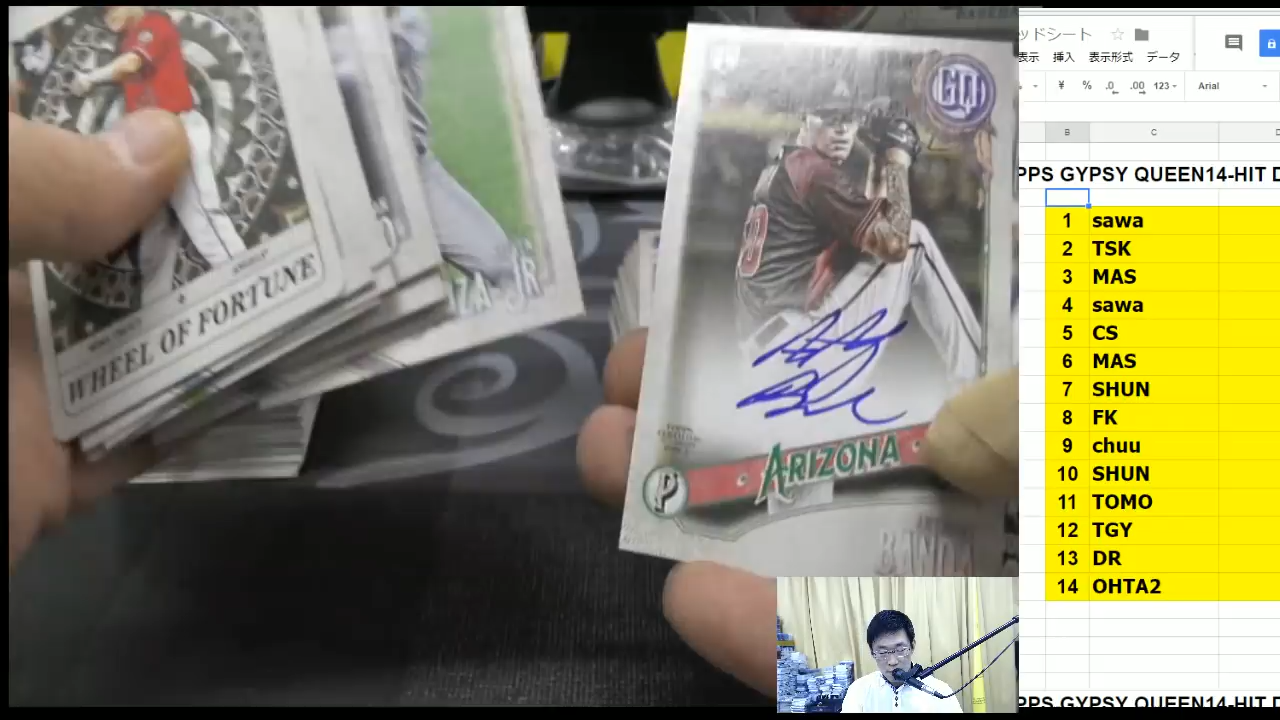 WHEEL OF FORTUNE
ZA JR
GQ
ARIZONA
P
BANDA
ッドシート
表示 挿入 表示形式 データ
¥ % .0 .00 123 Arial
B C D
PPS GYPSY QUEEN14-HIT D
1 sawa
2 TSK
3 MAS
4 sawa
5 CS
6 MAS
7 SHUN
8 FK
9 chuu
10 SHUN
11 TOMO
12 TGY
13 DR
14 OHTA2
PPS GYPSY QUEEN14-HIT D